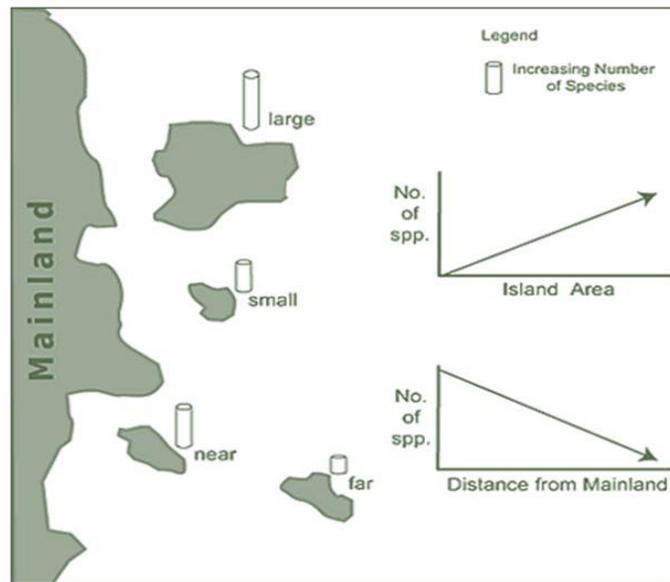 Mainland
Legend
Increasing Number
of Species
large
small
near
far
No.
of
spp.
Island Area
No.
of
spp.
Distance from Mainland